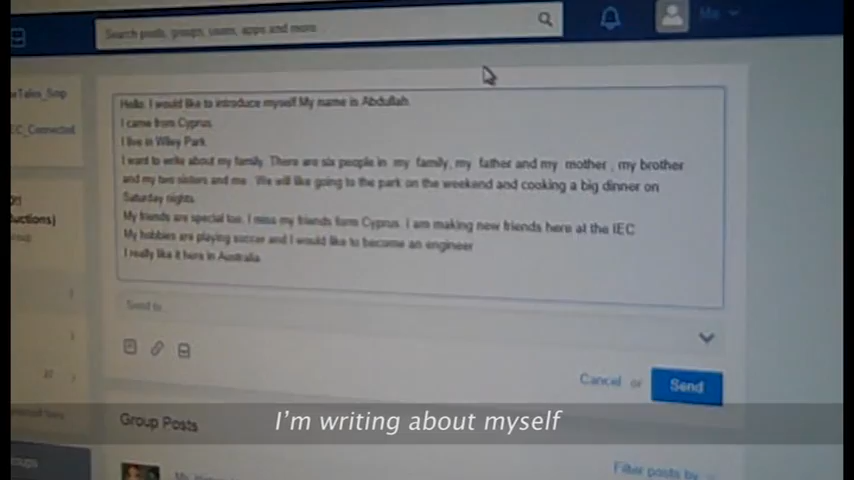 Search posts, groups, users, apps and more
Me
Hello. I would like to introduce myself My name is Abdullah.
I came from Cyprus.
I live in Wiley Park.
I want to write about my family. There are six people in my family, my father and my mother , my brother
and my two sisters and me. We will like going to the park on the weekend and cooking a big dinner on
Saturday nights.
My friends are special too. I miss my friends form Cyprus. I am making new friends here at the IEC
My hobbies are playing soccer and I would like to become an engineer
I really like it here in Australia.
EC_Connected
Send to
Cancel or Send
Group Posts
I'm writing about myself
Filter posts by